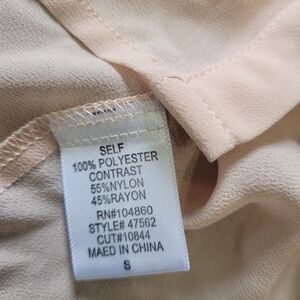 SELF
100% POLYESTER
CONTRAST
55%NYLON
45%RAYON
RN#104860
STYLE# 47562
CUT#10844
MAED IN CHINA
S